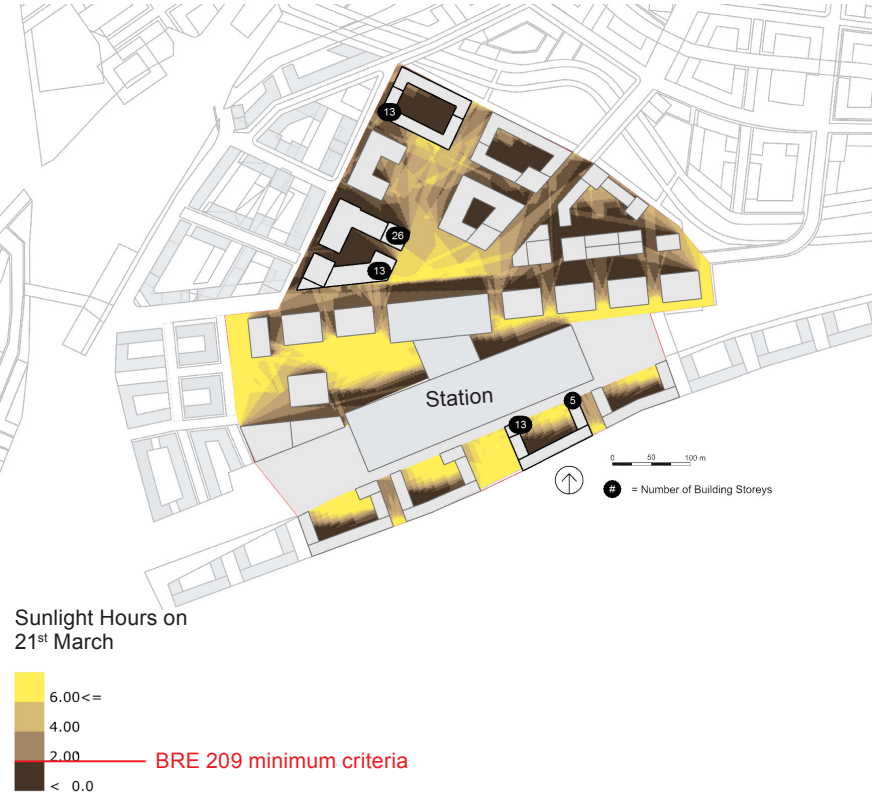 13
26
13
Station
5
13
0 50 100 m
# = Number of Building Storeys
Sunlight Hours on
21st March
6.00<=
4.00
2.00
BRE 209 minimum criteria
< 0.0